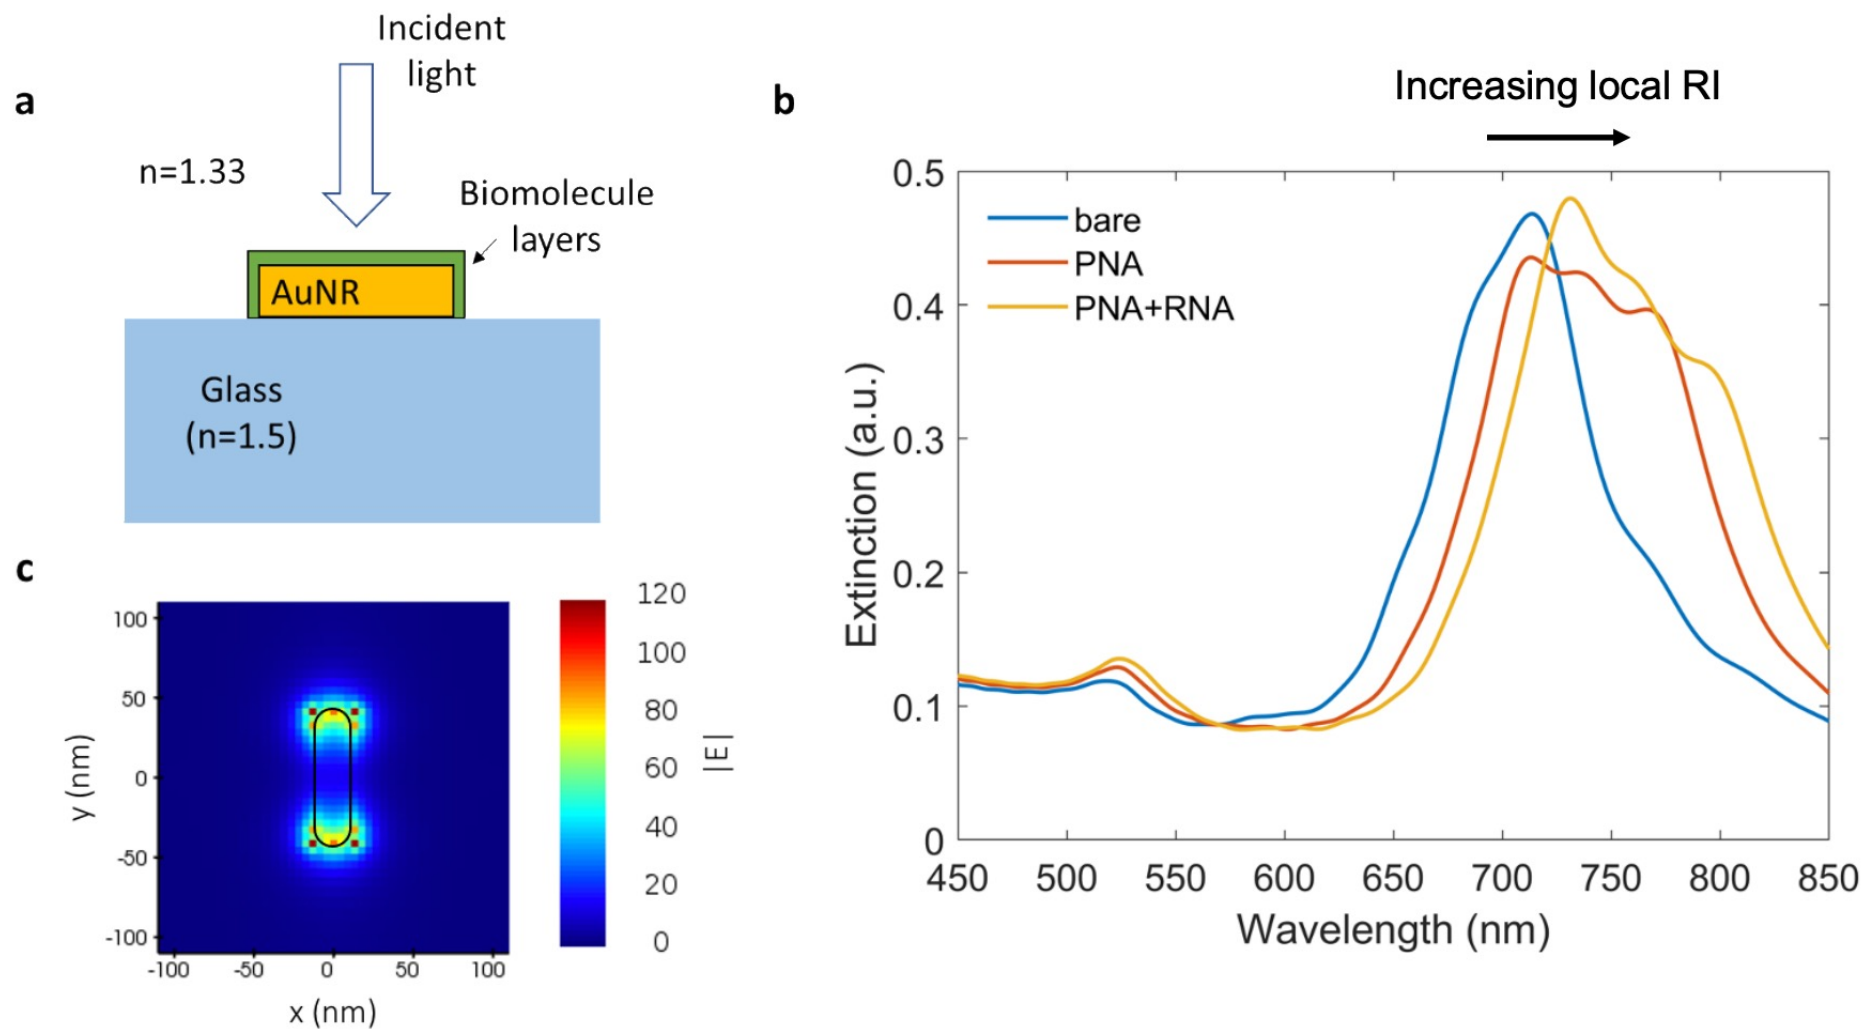 a
Incident
light
n=1.33
Biomolecule
layers
AuNR
Glass
(n=1.5)
b
Increasing local RI
bare
PNA
PNA+RNA
0.5
0.4
0.3
0.2
0.1
0
Extinction (a.u.)
450 500 550 600 650 700 750 800 850
Wavelength (nm)
c
100
50
0
-50
-100
y (nm)
-100 -50 0 50 100
x (nm)
120
100
80
60
40
20
0
|E|